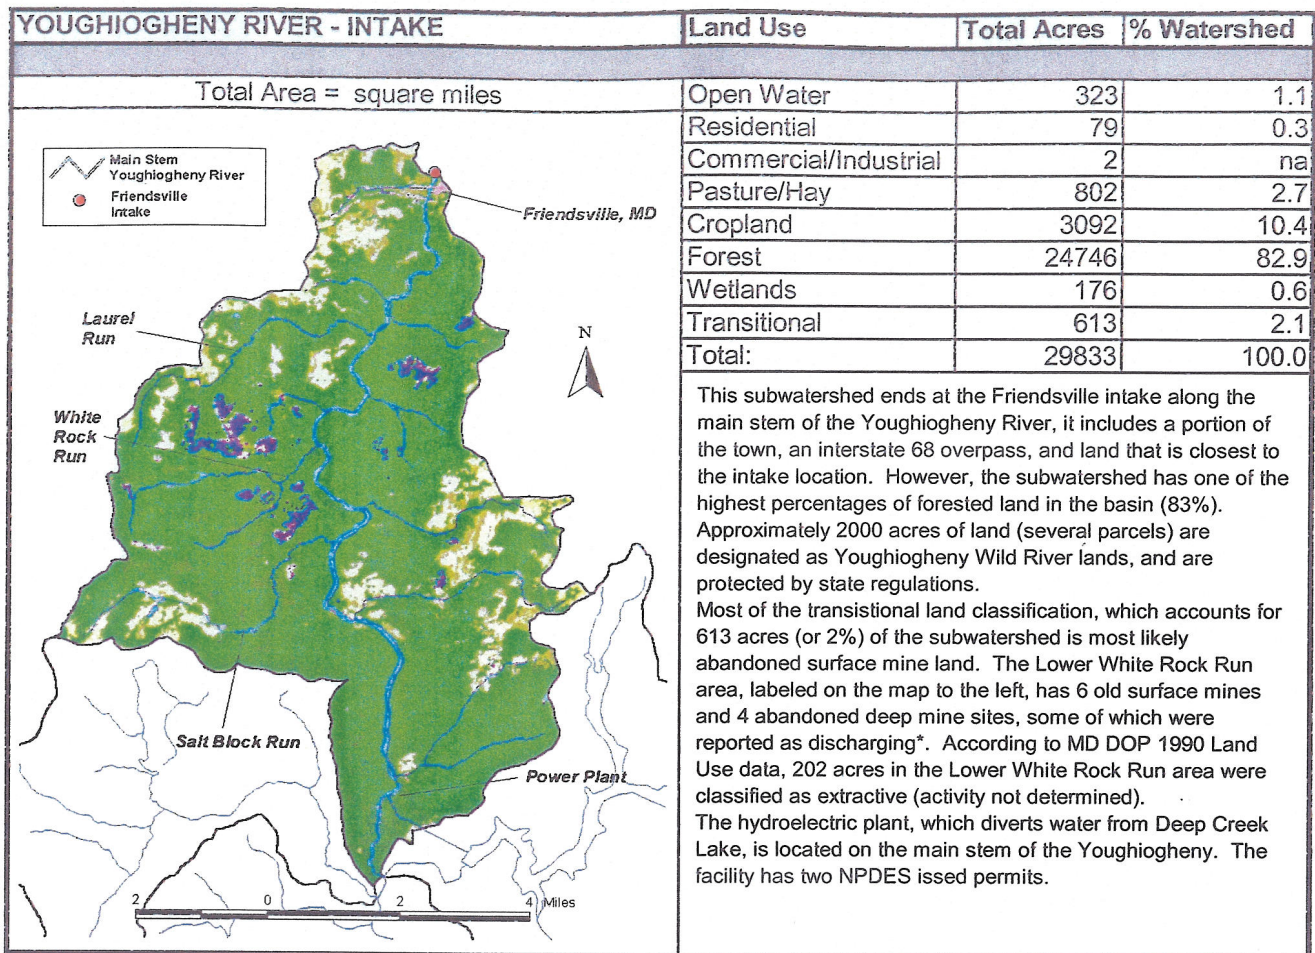 YOUGHIOGHENY RIVER - INTAKE
Land Use Total Acres % Watershed
Total Area = square miles
Open Water 323 1.1
Residential 79 0.3
Commercial/Industrial 2 na
Pasture/Hay 802 2.7
Cropland 3092 10.4
Forest 24746 82.9
Wetlands 176 0.6
Transitional 613 2.1
Total: 29833 100.0
Main Stem
Youghiogheny River
Friendsville
Intake
Friendsville, MD
Laurel
Run
N
White
Rock
Run
Salt Block Run
Power Plant
2 0 2 4 Miles
This subwatershed ends at the Friendsville intake along the
main stem of the Youghiogheny River, it includes a portion of
the town, an interstate 68 overpass, and land that is closest to
the intake location. However, the subwatershed has one of the
highest percentages of forested land in the basin (83%).
Approximately 2000 acres of land (several parcels) are
designated as Youghiogheny Wild River lands, and are
protected by state regulations.
Most of the transistional land classification, which accounts for
613 acres (or 2%) of the subwatershed is most likely
abandoned surface mine land. The Lower White Rock Run
area, labeled on the map to the left, has 6 old surface mines
and 4 abandoned deep mine sites, some of which were
reported as discharging*. According to MD DOP 1990 Land
Use data, 202 acres in the Lower White Rock Run area were
classified as extractive (activity not determined).
The hydroelectric plant, which diverts water from Deep Creek
Lake, is located on the main stem of the Youghiogheny. The
facility has two NPDES issed permits.